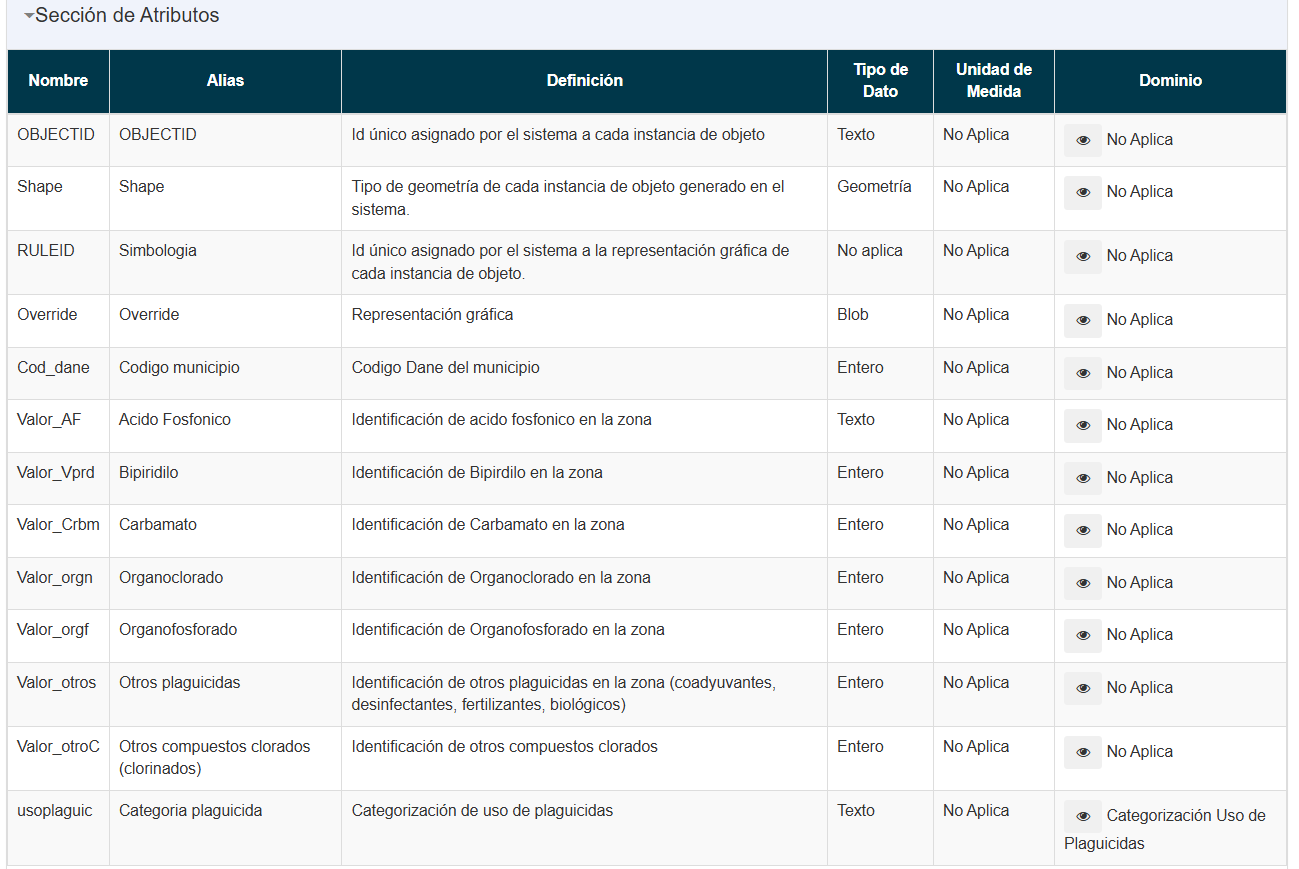 Sección de Atributos
Nombre Alias Definición Tipo de Dato Unidad de Medida Dominio
OBJECTID OBJECTID Id único asignado por el sistema a cada instancia de objeto Texto No Aplica No Aplica
Shape Shape Tipo de geometría de cada instancia de objeto generado en el sistema. Geometría No Aplica No Aplica
RULEID Simbologia Id único asignado por el sistema a la representación gráfica de cada instancia de objeto. No aplica No Aplica No Aplica
Override Override Representación gráfica Blob No Aplica No Aplica
Cod_dane Codigo municipio Codigo Dane del municipio Entero No Aplica No Aplica
Valor_AF Acido Fosfonico Identificación de acido fosfonico en la zona Texto No Aplica No Aplica
Valor_Vprd Bipiridilo Identificación de Bipirdilo en la zona Entero No Aplica No Aplica
Valor_Crbm Carbamato Identificación de Carbamato en la zona Entero No Aplica No Aplica
Valor_orgn Organoclorado Identificación de Organoclorado en la zona Entero No Aplica No Aplica
Valor_orgf Organofosforado Identificación de Organofosforado en la zona Entero No Aplica No Aplica
Valor_otros Otros plaguicidas Identificación de otros plaguicidas en la zona (coadyuvantes, desinfectantes, fertilizantes, biológicos) Entero No Aplica No Aplica
Valor_otroC Otros compuestos clorados (clorinados) Identificación de otros compuestos clorados Entero No Aplica No Aplica
usoplaguic Categoria plaguicida Categorización de uso de plaguicidas Texto No Aplica Categorización Uso de Plaguicidas